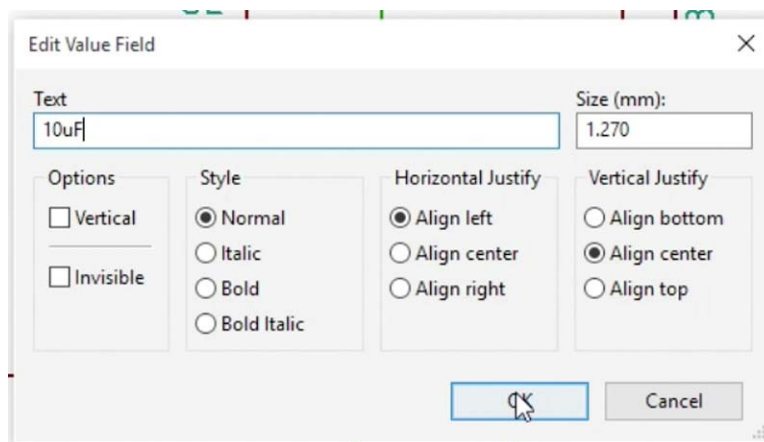 Edit Value Field
Text
Size (mm):
10uF
1.270
Options
Style
Horizontal Justify
Vertical Justify
Vertical
Normal
Align left
Align bottom
Italic
Align center
Align center
Invisible
Bold
Align right
Align top
Bold Italic
OK
Cancel